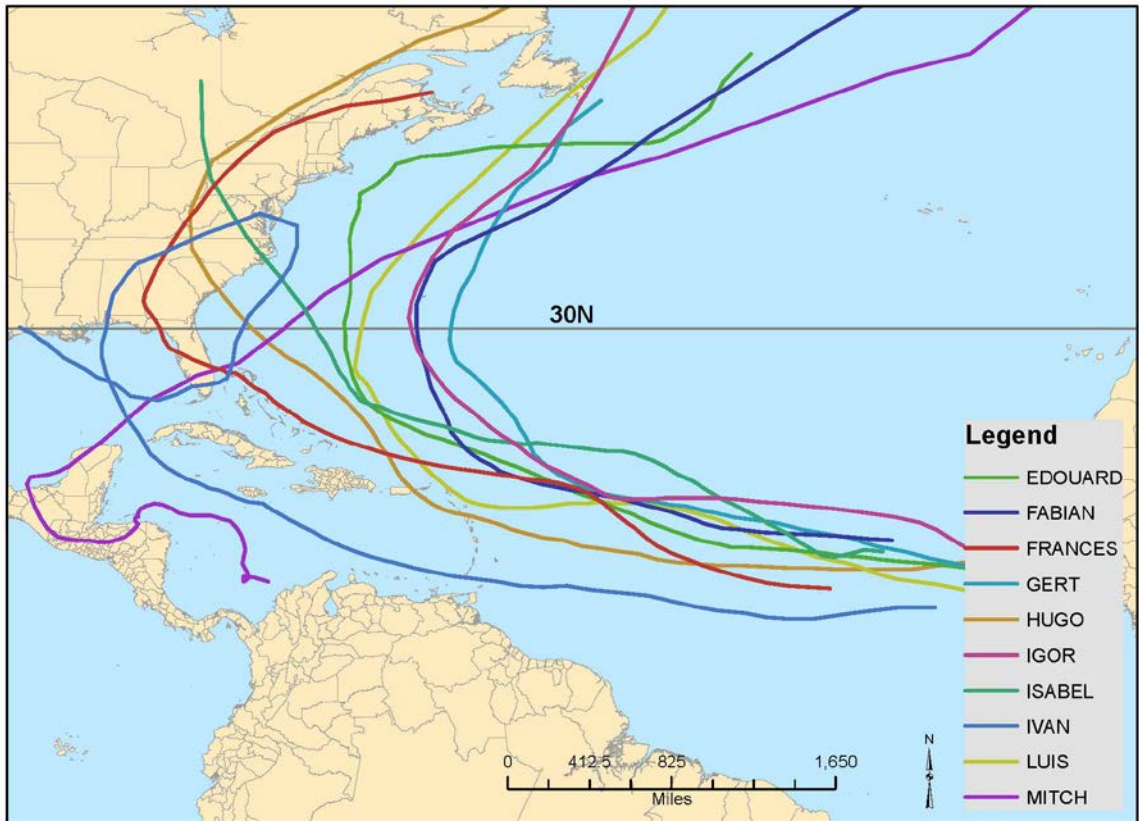 30N
Legend
EDOUARD
FABIAN
FRANCES
GERT
HUGO
IGOR
ISABEL
IVAN
LUIS
MITCH
N
0 412.5 825 1,650
Miles